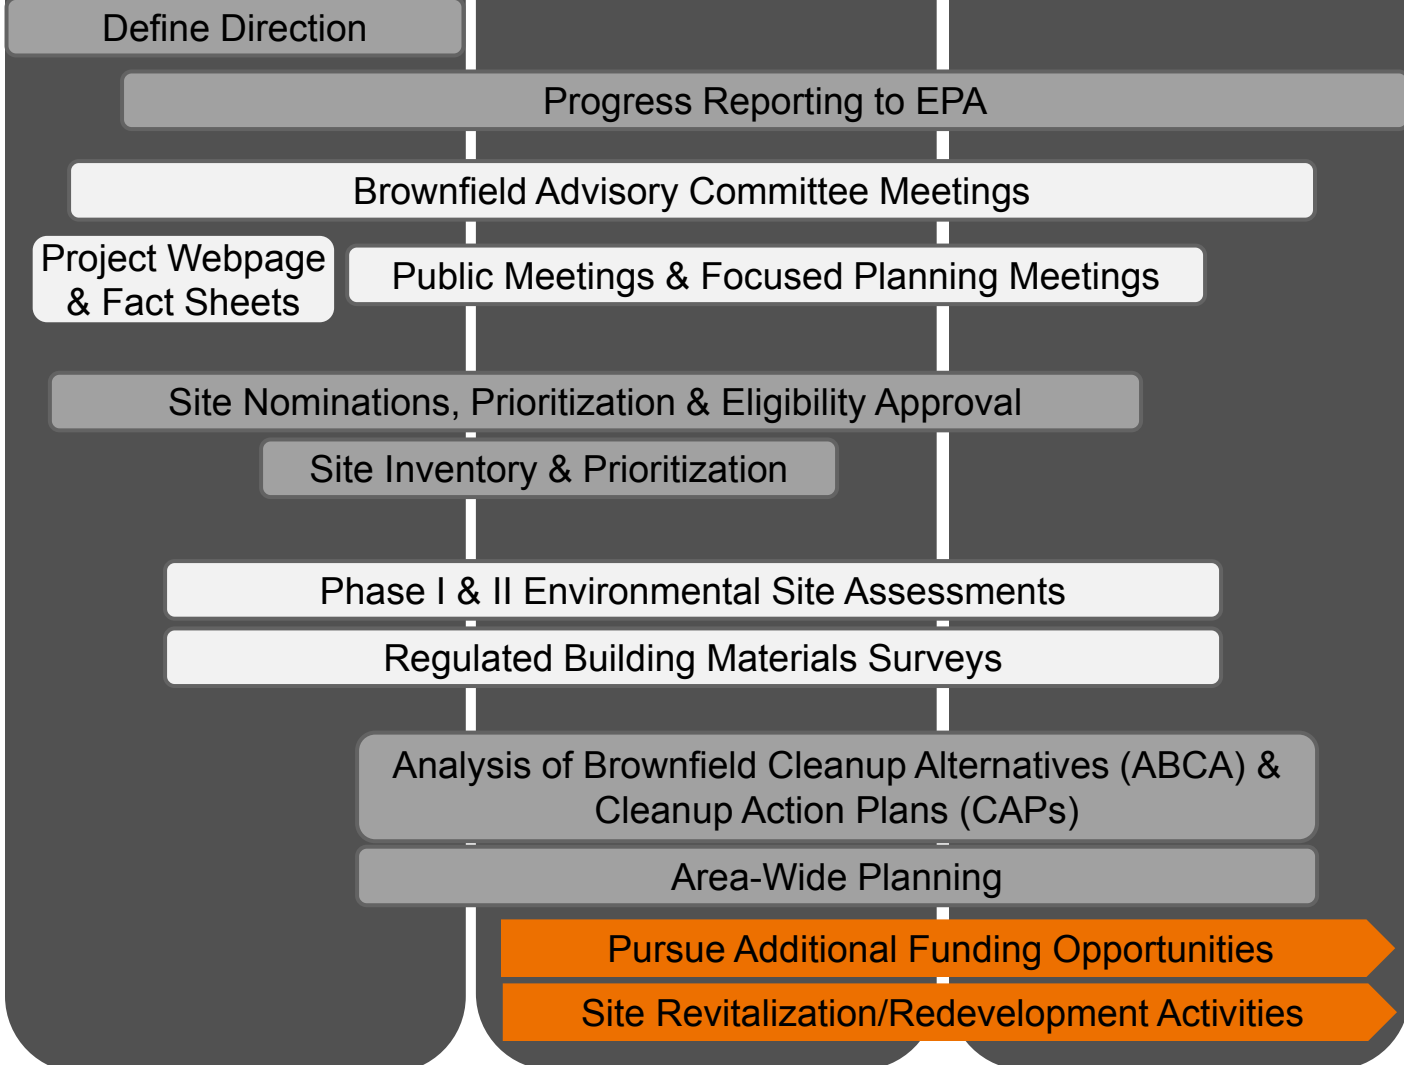 Define Direction
Progress Reporting to EPA
Brownfield Advisory Committee Meetings
Project Webpage
& Fact Sheets
Public Meetings & Focused Planning Meetings
Site Nominations, Prioritization & Eligibility Approval
Site Inventory & Prioritization
Phase I & II Environmental Site Assessments
Regulated Building Materials Surveys
Analysis of Brownfield Cleanup Alternatives (ABCA) &
Cleanup Action Plans (CAPs)
Area-Wide Planning
Pursue Additional Funding Opportunities
Site Revitalization/Redevelopment Activities